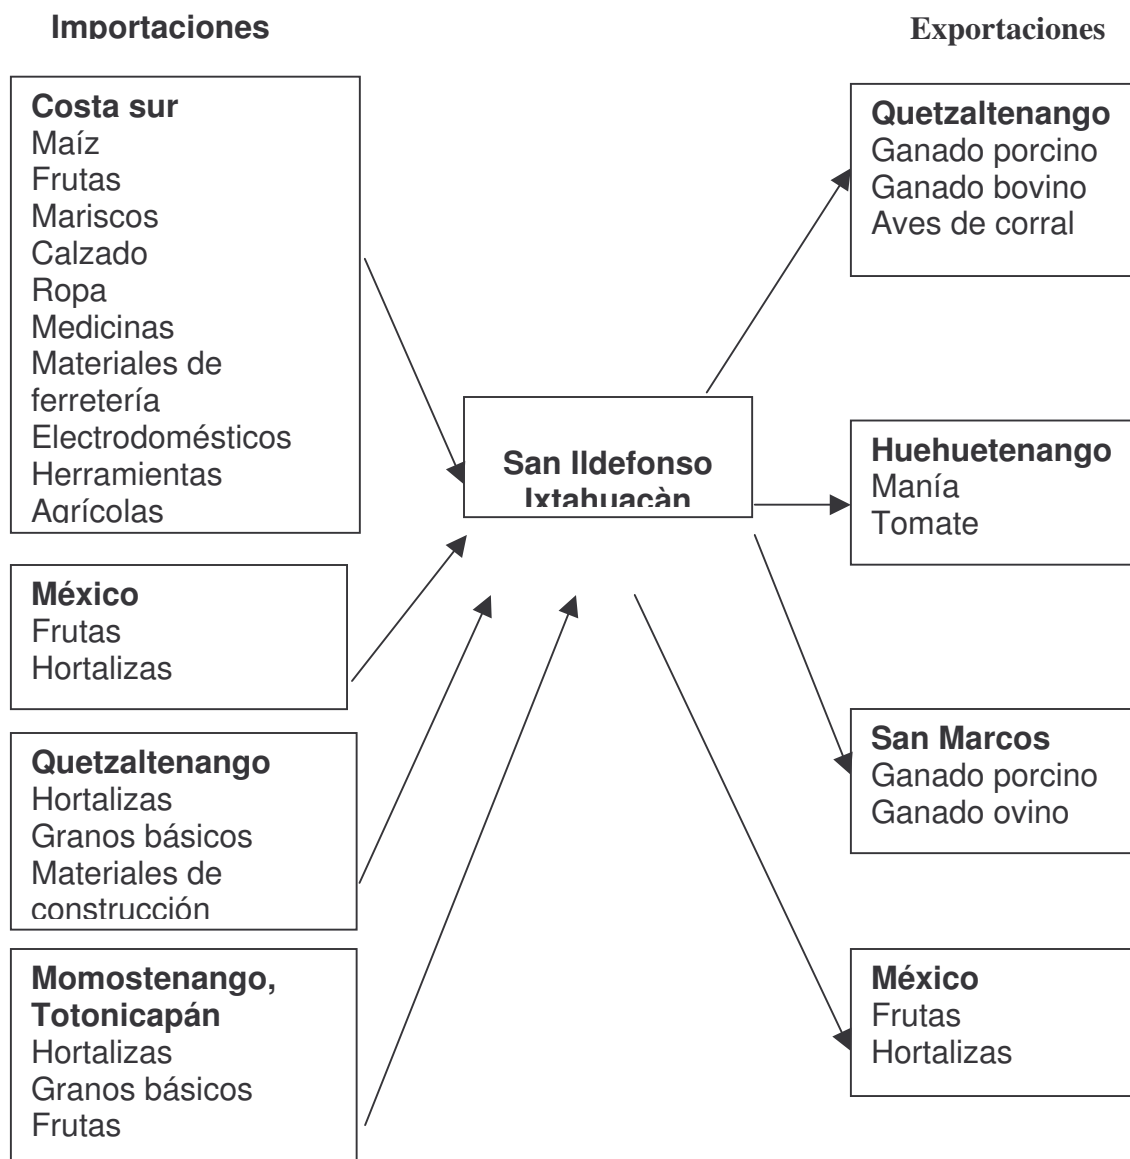 Importaciones
Exportaciones
Costa sur
Maíz
Frutas
Mariscos
Calzado
Ropa
Medicinas
Materiales de
ferretería
Electrodomésticos
Herramientas
Agrícolas
México
Frutas
Hortalizas
Quetzaltenango
Hortalizas
Granos básicos
Materiales de
construcción
Momostenango,
Totonicapán
Hortalizas
Granos básicos
Frutas
San Ildefonso
Ixtahuacàn
Quetzaltenango
Ganado porcino
Ganado bovino
Aves de corral
Huehuetenango
Manía
Tomate
San Marcos
Ganado porcino
Ganado ovino
México
Frutas
Hortalizas